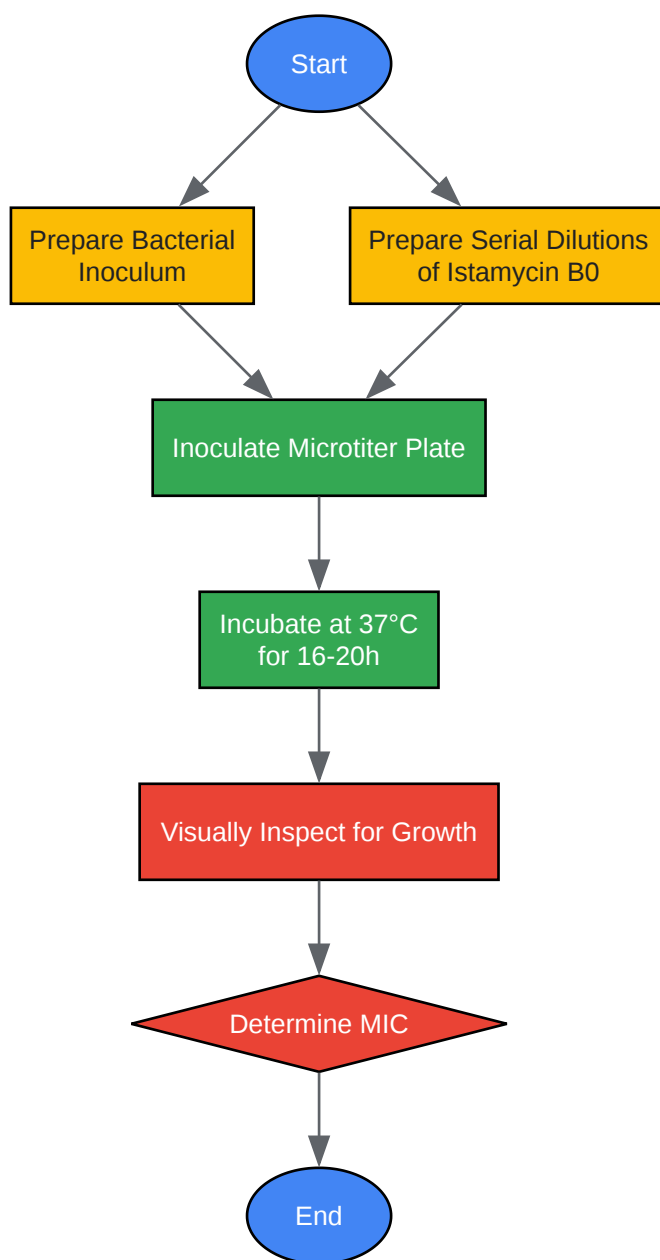 Start
Prepare Bacterial
Inoculum
Prepare Serial Dilutions
of Istamycin B0
Inoculate Microtiter Plate
Incubate at 37°C
for 16-20h
Visually Inspect for Growth
Determine MIC
End